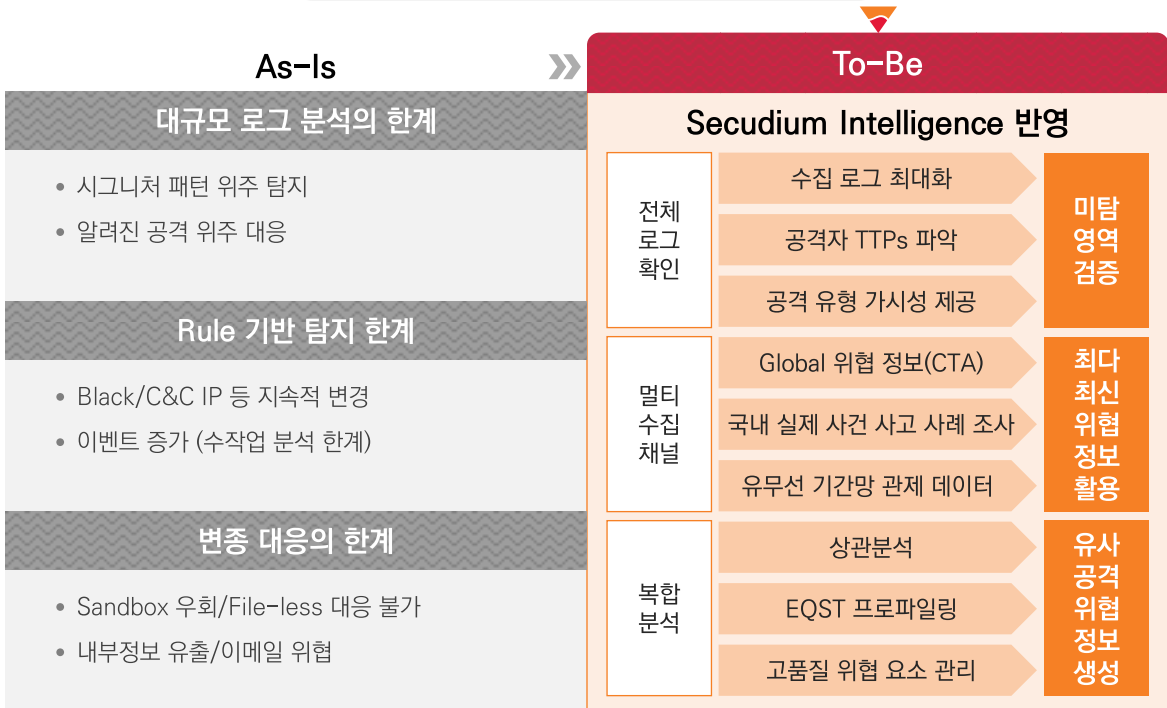 As-Is
대규모 로그 분석의 한계
• 시그니처 패턴 위주 탐지
• 알려진 공격 위주 대응
Rule 기반 탐지 한계
• Black/C&C IP 등 지속적 변경
• 이벤트 증가 (수작업 분석 한계)
변종 대응의 한계
• Sandbox 우회/File-less 대응 불가
• 내부정보 유출/이메일 위협
To-Be
Secudium Intelligence 반영
전체
로그
확인
수집 로그 최대화
공격자 TTPs 파악
공격 유형 가시성 제공
미탐
영역
검증
멀티
수집
채널
Global 위협 정보(CTA)
국내 실제 사건 사고 사례 조사
유무선 기간망 관제 데이터
최다
최신
위협
정보
활용
복합
분석
상관분석
EQST 프로파일링
고품질 위협 요소 관리
유사
공격
위협
정보
생성